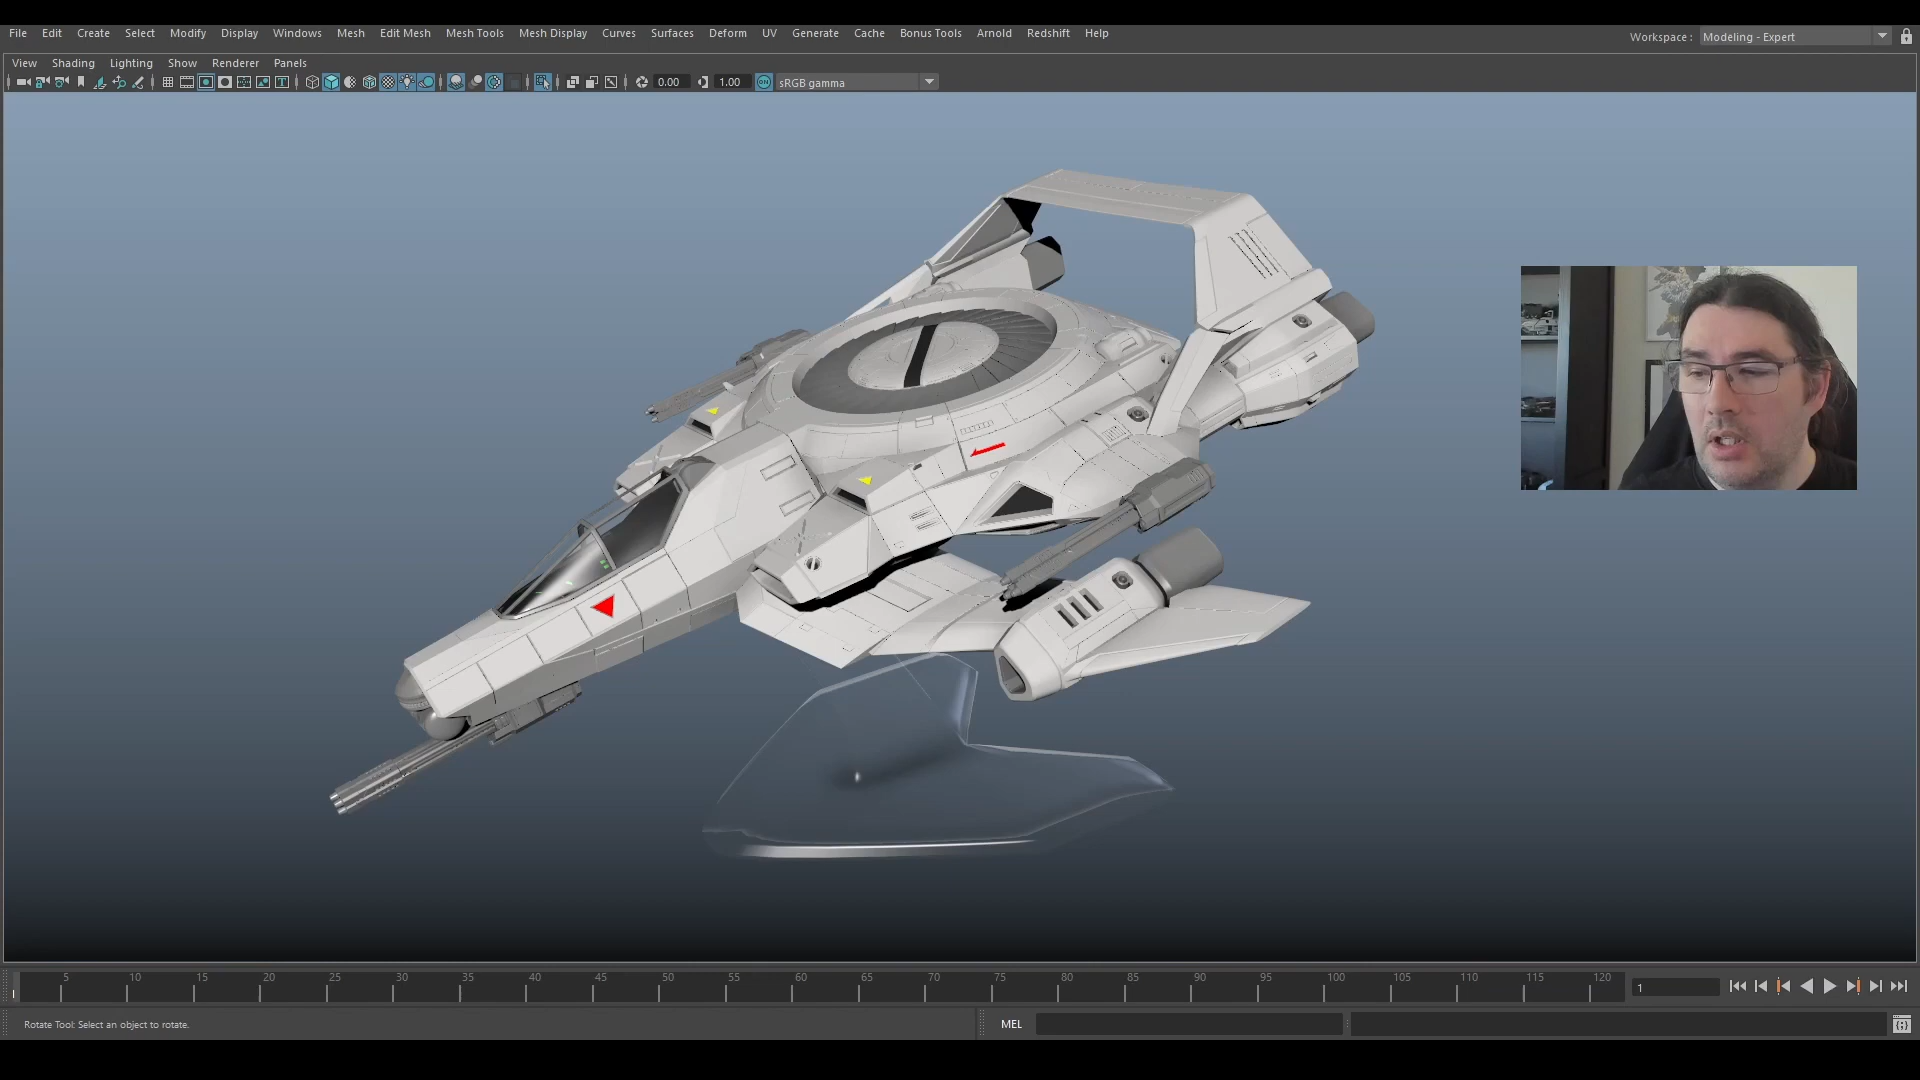 File Edit Create Select Modify Display Windows Mesh Edit Mesh Mesh Tools Mesh Display Curves Surfaces Deform UV Generate Cache Bonus Tools Arnold Redshift Help
Workspace : Modeling - Expert
View Shading Lighting Show Renderer Panels
0.00 1.00 ON sRGB gamma
5 10 15 20 25 30 35 40 45 50 55 60 65 70 75 80 85 90 95 100 105 110 115 120
1
Rotate Tool: Select an object to rotate.
MEL